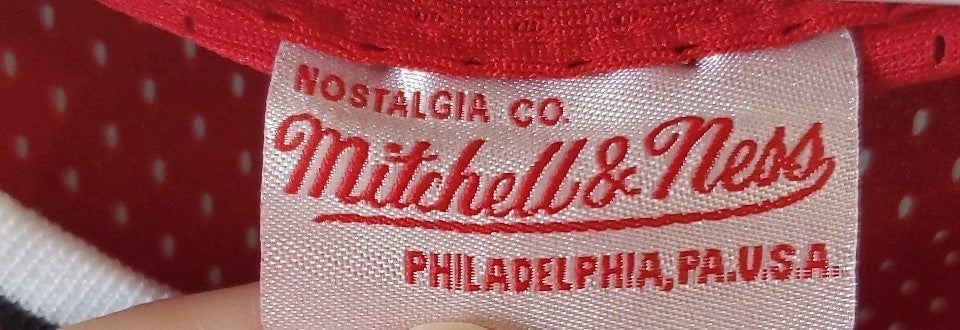 NOSTALGIA CO.
Mitchell & Ness
PHILADELPHIA, PA. U.S.A.